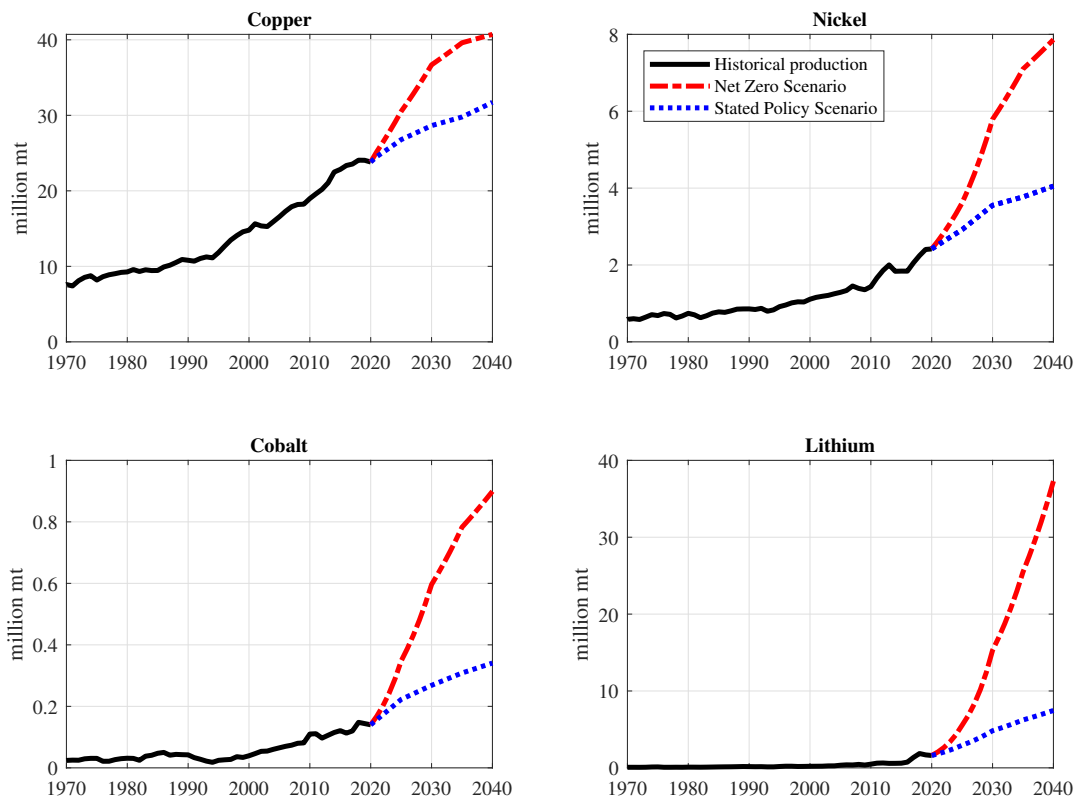 Copper
million mt
40
30
20
10
0
1970 1980 1990 2000 2010 2020 2030 2040
Nickel
million mt
8
6
4
2
0
Historical production
Net Zero Scenario
Stated Policy Scenario
1970 1980 1990 2000 2010 2020 2030 2040
Cobalt
million mt
1
0.8
0.6
0.4
0.2
0
1970 1980 1990 2000 2010 2020 2030 2040
Lithium
million mt
40
30
20
10
0
1970 1980 1990 2000 2010 2020 2030 2040